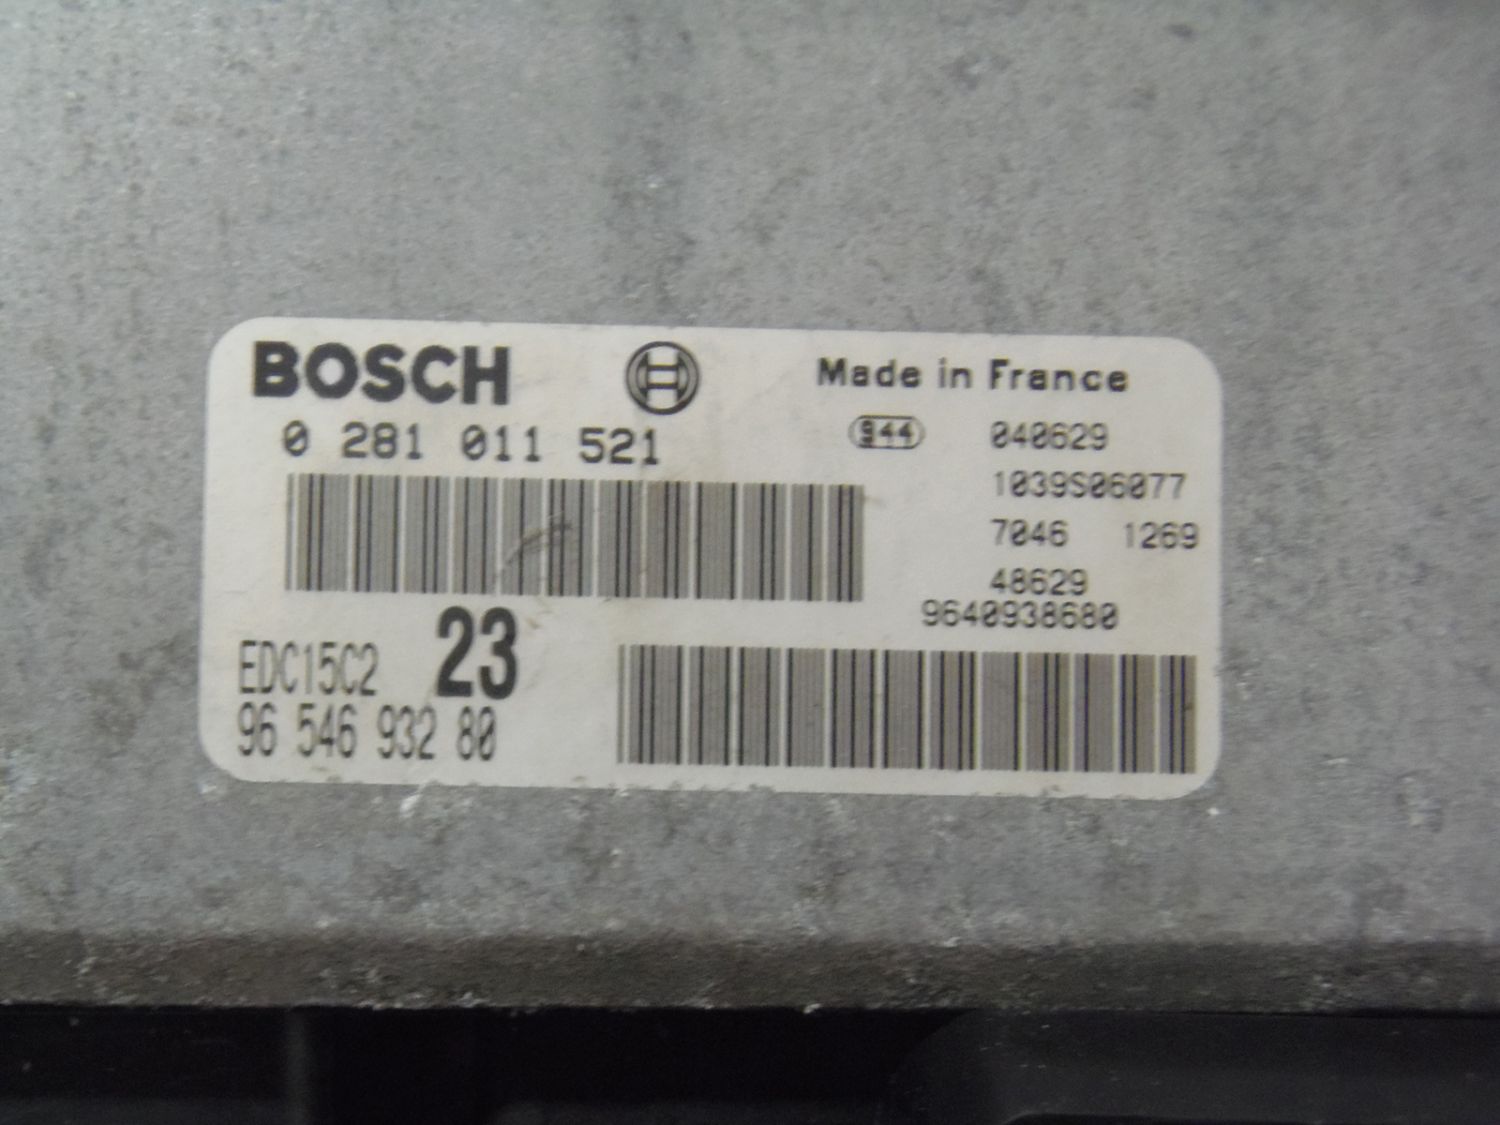 BOSCH
Made in France
0 281 011 521
944
040629
1039S06077
7046 1269
48629
9640938680
EDC15C2 23
96 546 932 80